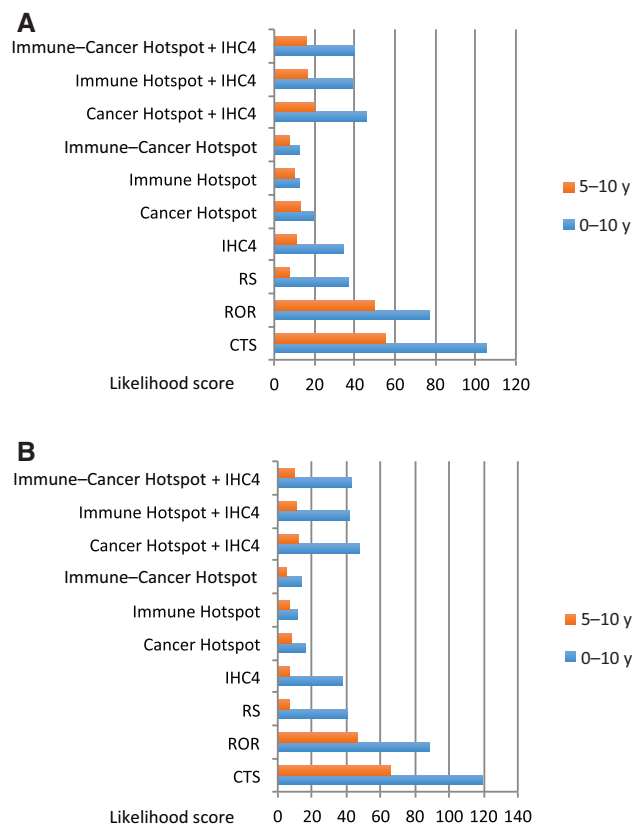 A
Immune–Cancer Hotspot + IHC4
Immune Hotspot + IHC4
Cancer Hotspot + IHC4
Immune–Cancer Hotspot
Immune Hotspot
Cancer Hotspot
IHC4
RS
ROR
CTS
Likelihood score 0 20 40 60 80 100 120
5–10 y
0–10 y
B
Immune–Cancer Hotspot + IHC4
Immune Hotspot + IHC4
Cancer Hotspot + IHC4
Immune–Cancer Hotspot
Immune Hotspot
Cancer Hotspot
IHC4
RS
ROR
CTS
Likelihood score 0 20 40 60 80 100 120 140
5–10 y
0–10 y